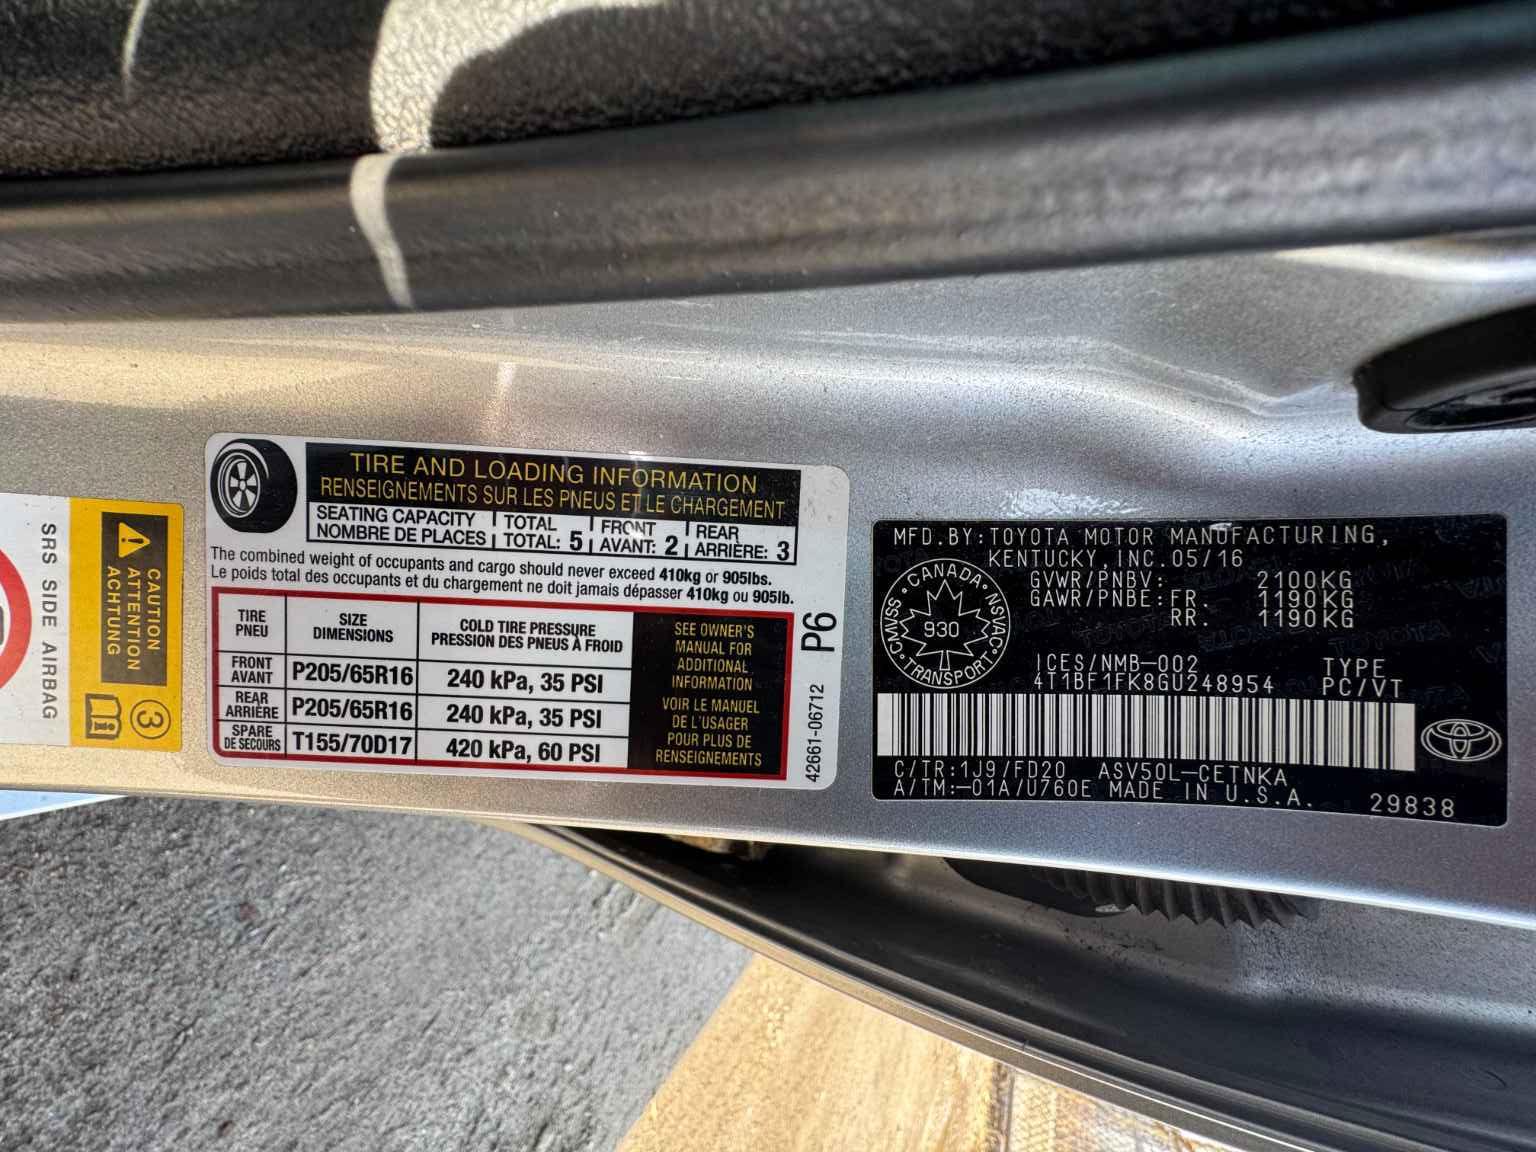 SRS SIDE AIRBAG
CAUTION
ATTENTION
ACHTUNG
3
TIRE AND LOADING INFORMATION
RENSEIGNEMENTS SUR LES PNEUS ET LE CHARGEMENT
SEATING CAPACITY TOTAL FRONT REAR
NOMBRE DE PLACES TOTAL: 5 AVANT: 2 ARRIÈRE: 3
The combined weight of occupants and cargo should never exceed 410kg or 905lbs.
Le poids total des occupants et du chargement ne doit jamais dépasser 410kg ou 905lb.
TIRE
PNEU
SIZE
DIMENSIONS
COLD TIRE PRESSURE
PRESSION DES PNEUS À FROID
FRONT
AVANT
P205/65R16
240 kPa, 35 PSI
REAR
ARRIÈRE
P205/65R16
240 kPa, 35 PSI
SPARE
DE SECOURS
T155/70D17
420 kPa, 60 PSI
SEE OWNER'S
MANUAL FOR
ADDITIONAL
INFORMATION
VOIR LE MANUEL
DE L'USAGER
POUR PLUS DE
RENSEIGNEMENTS
P6
42661-06712
MFD.BY:TOYOTA MOTOR MANUFACTURING,
KENTUCKY,INC.05/16
GVWR/PNBV: 2100KG
GAWR/PNBE:FR. 1190KG
RR. 1190KG
CANADA
CMVSS NSVAC
930
TRANSPORT
ICES/NMB-002 TYPE
4T1BF1FK8GU248954 PC/VT
C/TR:1J9/FD20 ASV50L-CETNKA
A/TM:-01A/U760E MADE IN U.S.A.
29838